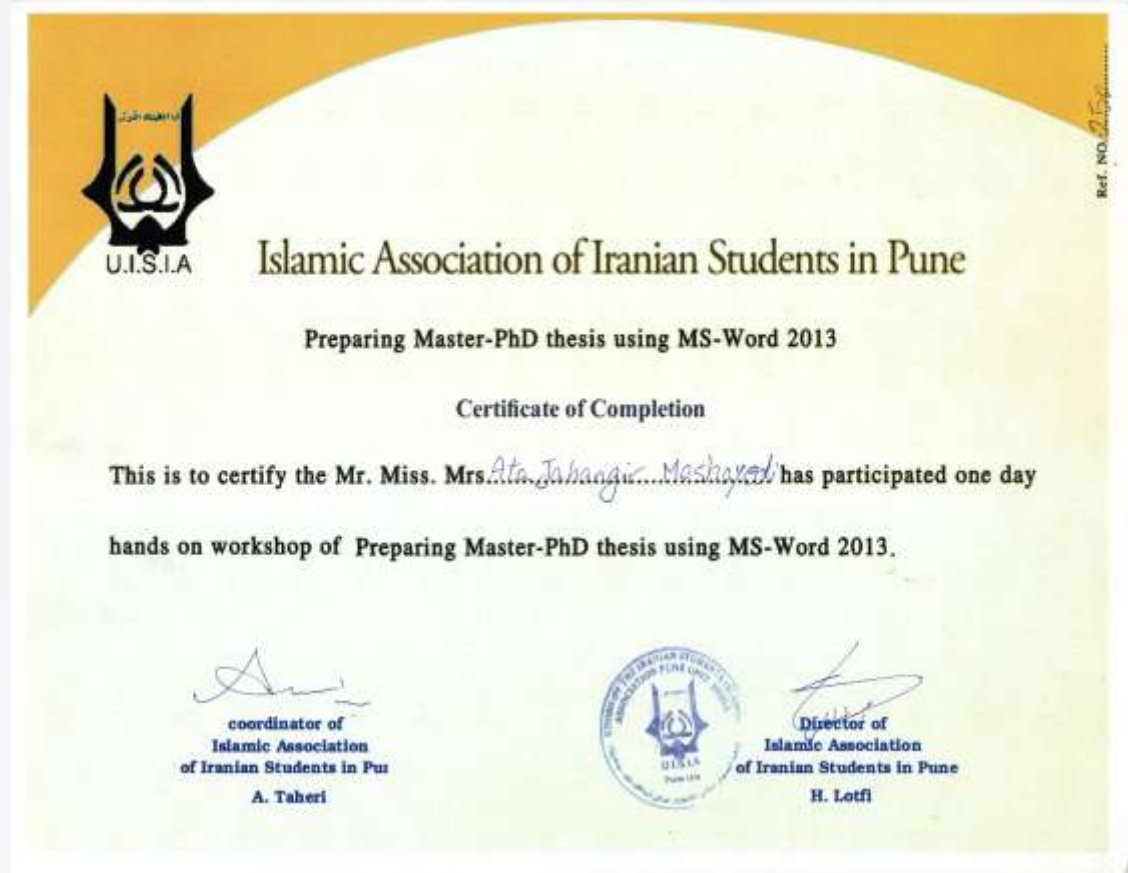 Ref. NO.
U.I.S.I.A
Islamic Association of Iranian Students in Pune
Preparing Master-PhD thesis using MS-Word 2013
Certificate of Completion
This is to certify the Mr. Miss. Mrs. Ata Jahangir Moshayedi has participated one day
hands on workshop of Preparing Master-PhD thesis using MS-Word 2013.
coordinator of
Islamic Association
of Iranian Students in Pu
A. Taheri
U.I.S.I.A
Director of
Islamic Association
of Iranian Students in Pune
H. Lotfi